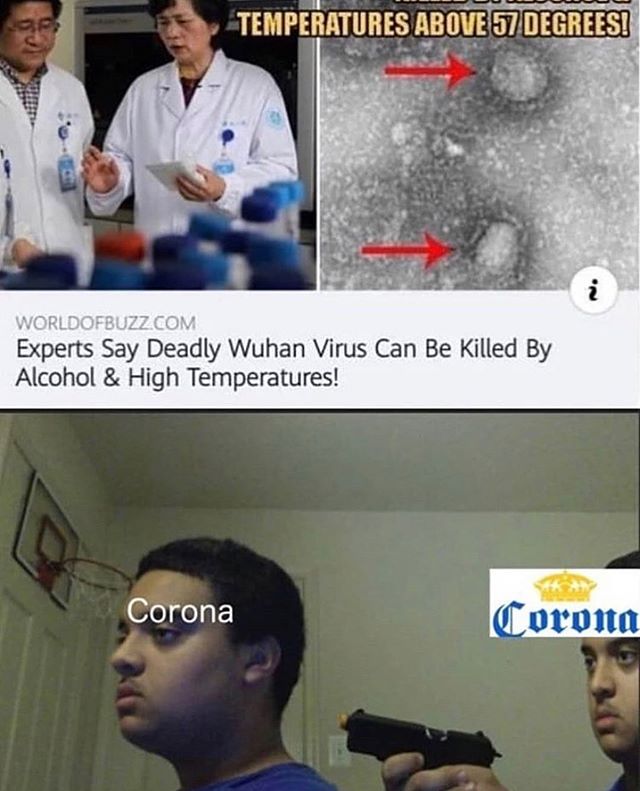 TEMPERATURES ABOVE 57 DEGREES!
i
WORLDOFBUZZ.COM
Experts Say Deadly Wuhan Virus Can Be Killed By
Alcohol & High Temperatures!
Corona
Corona